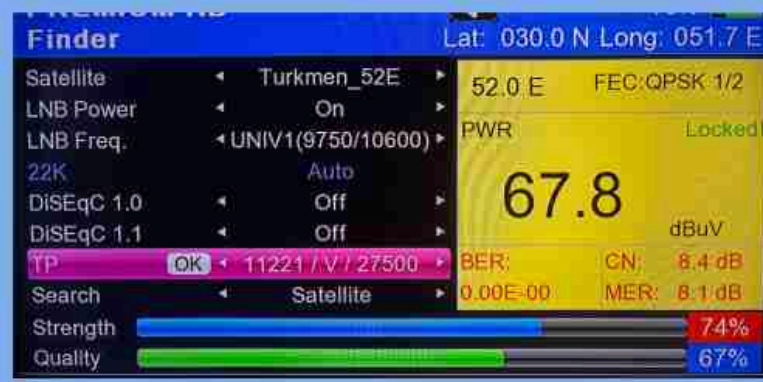 Finder
Lat: 030.0 N Long: 051.7 E
Satellite Turkmen_52E
LNB Power On
LNB Freq. UNIV1(9750/10600)
22K Auto
DiSEqC 1.0 Off
DiSEqC 1.1 Off
TP OK 11221 / V / 27500
Search Satellite
52.0 E FEC:QPSK 1/2
PWR Locked!
67.8
dBuV
BER: CN: 8.4 dB
0.00E-00 MER: 8.1 dB
Strength 74%
Quality 67%